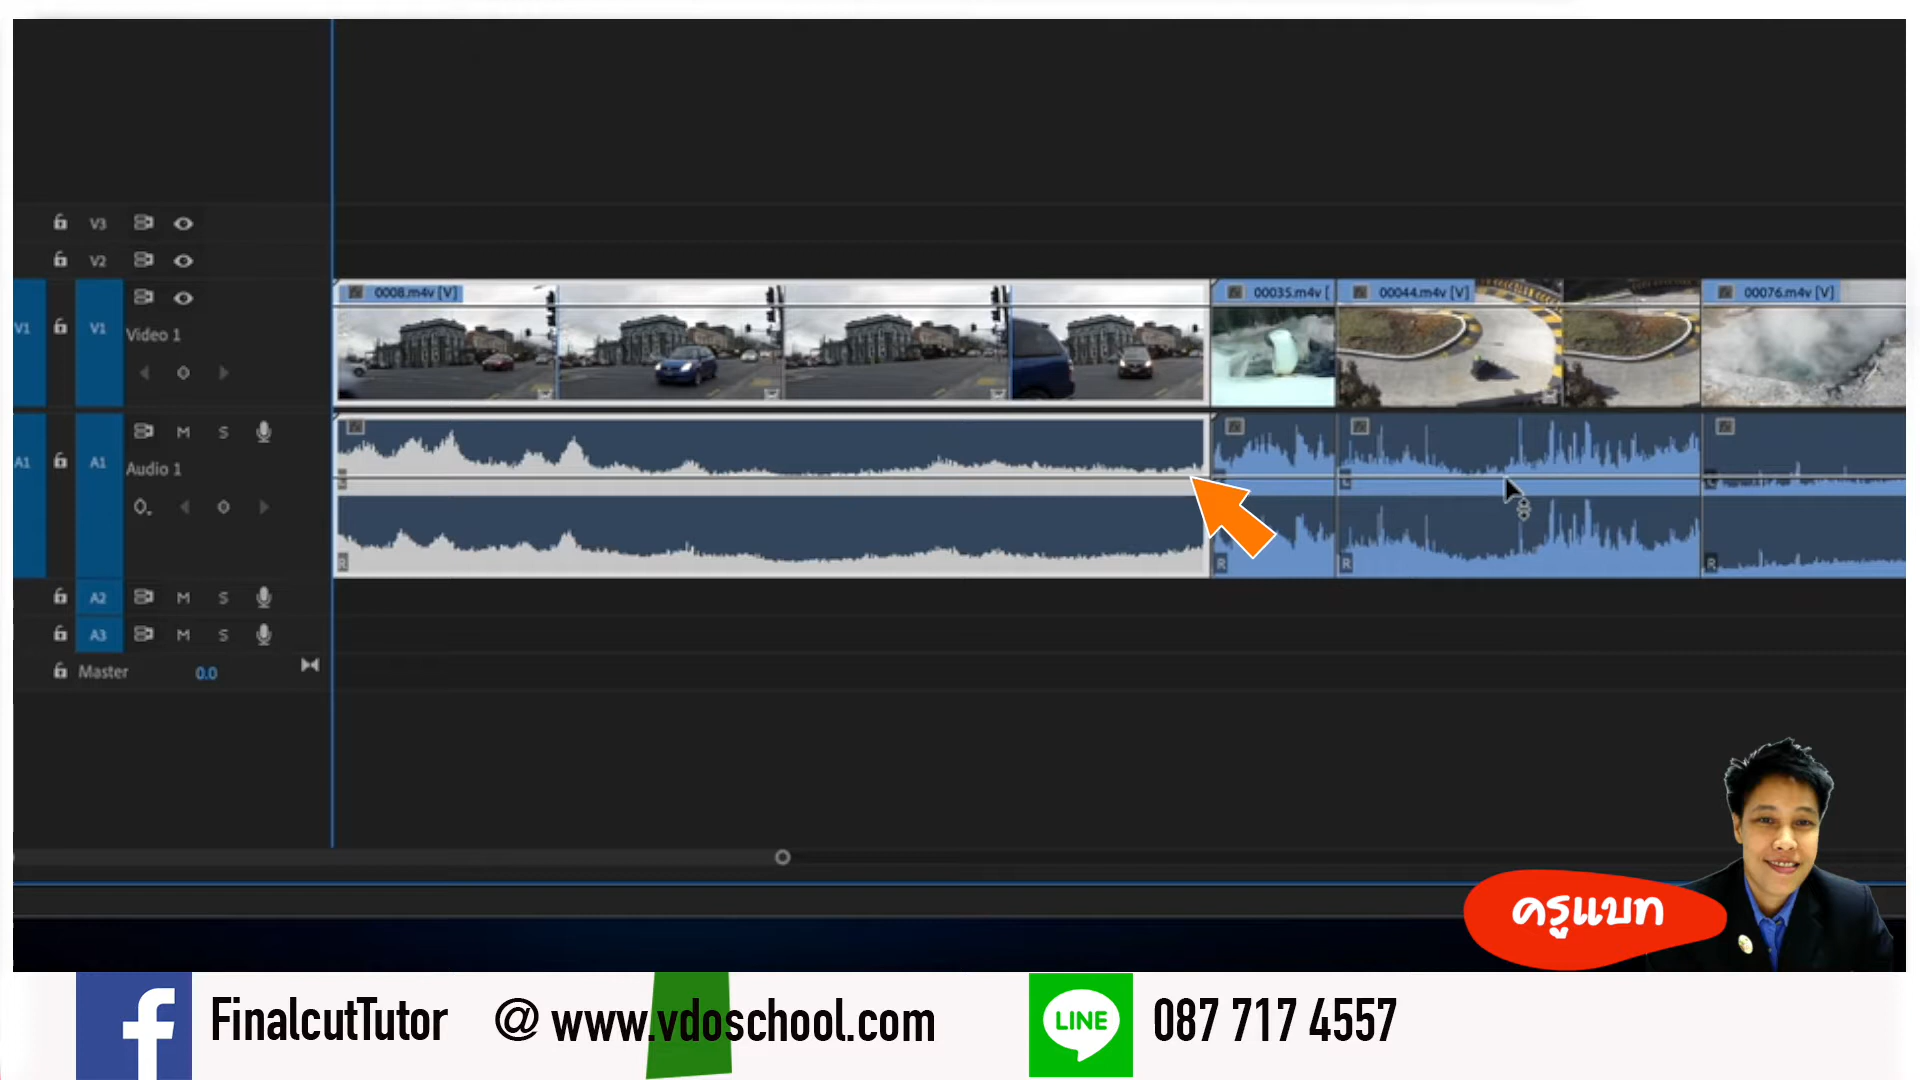 V3
V2
0008.m4v [V]
00035.m4v [
00044.m4v [V]
00076.m4v [V]
V1 V1 Video 1
M S
A1 A1 Audio 1
L L L L
R R R R
A2 M S
A3 M S
Master 0.0
ครูแบท
f FinalcutTutor @ www.vdoschool.com LINE 087 717 4557